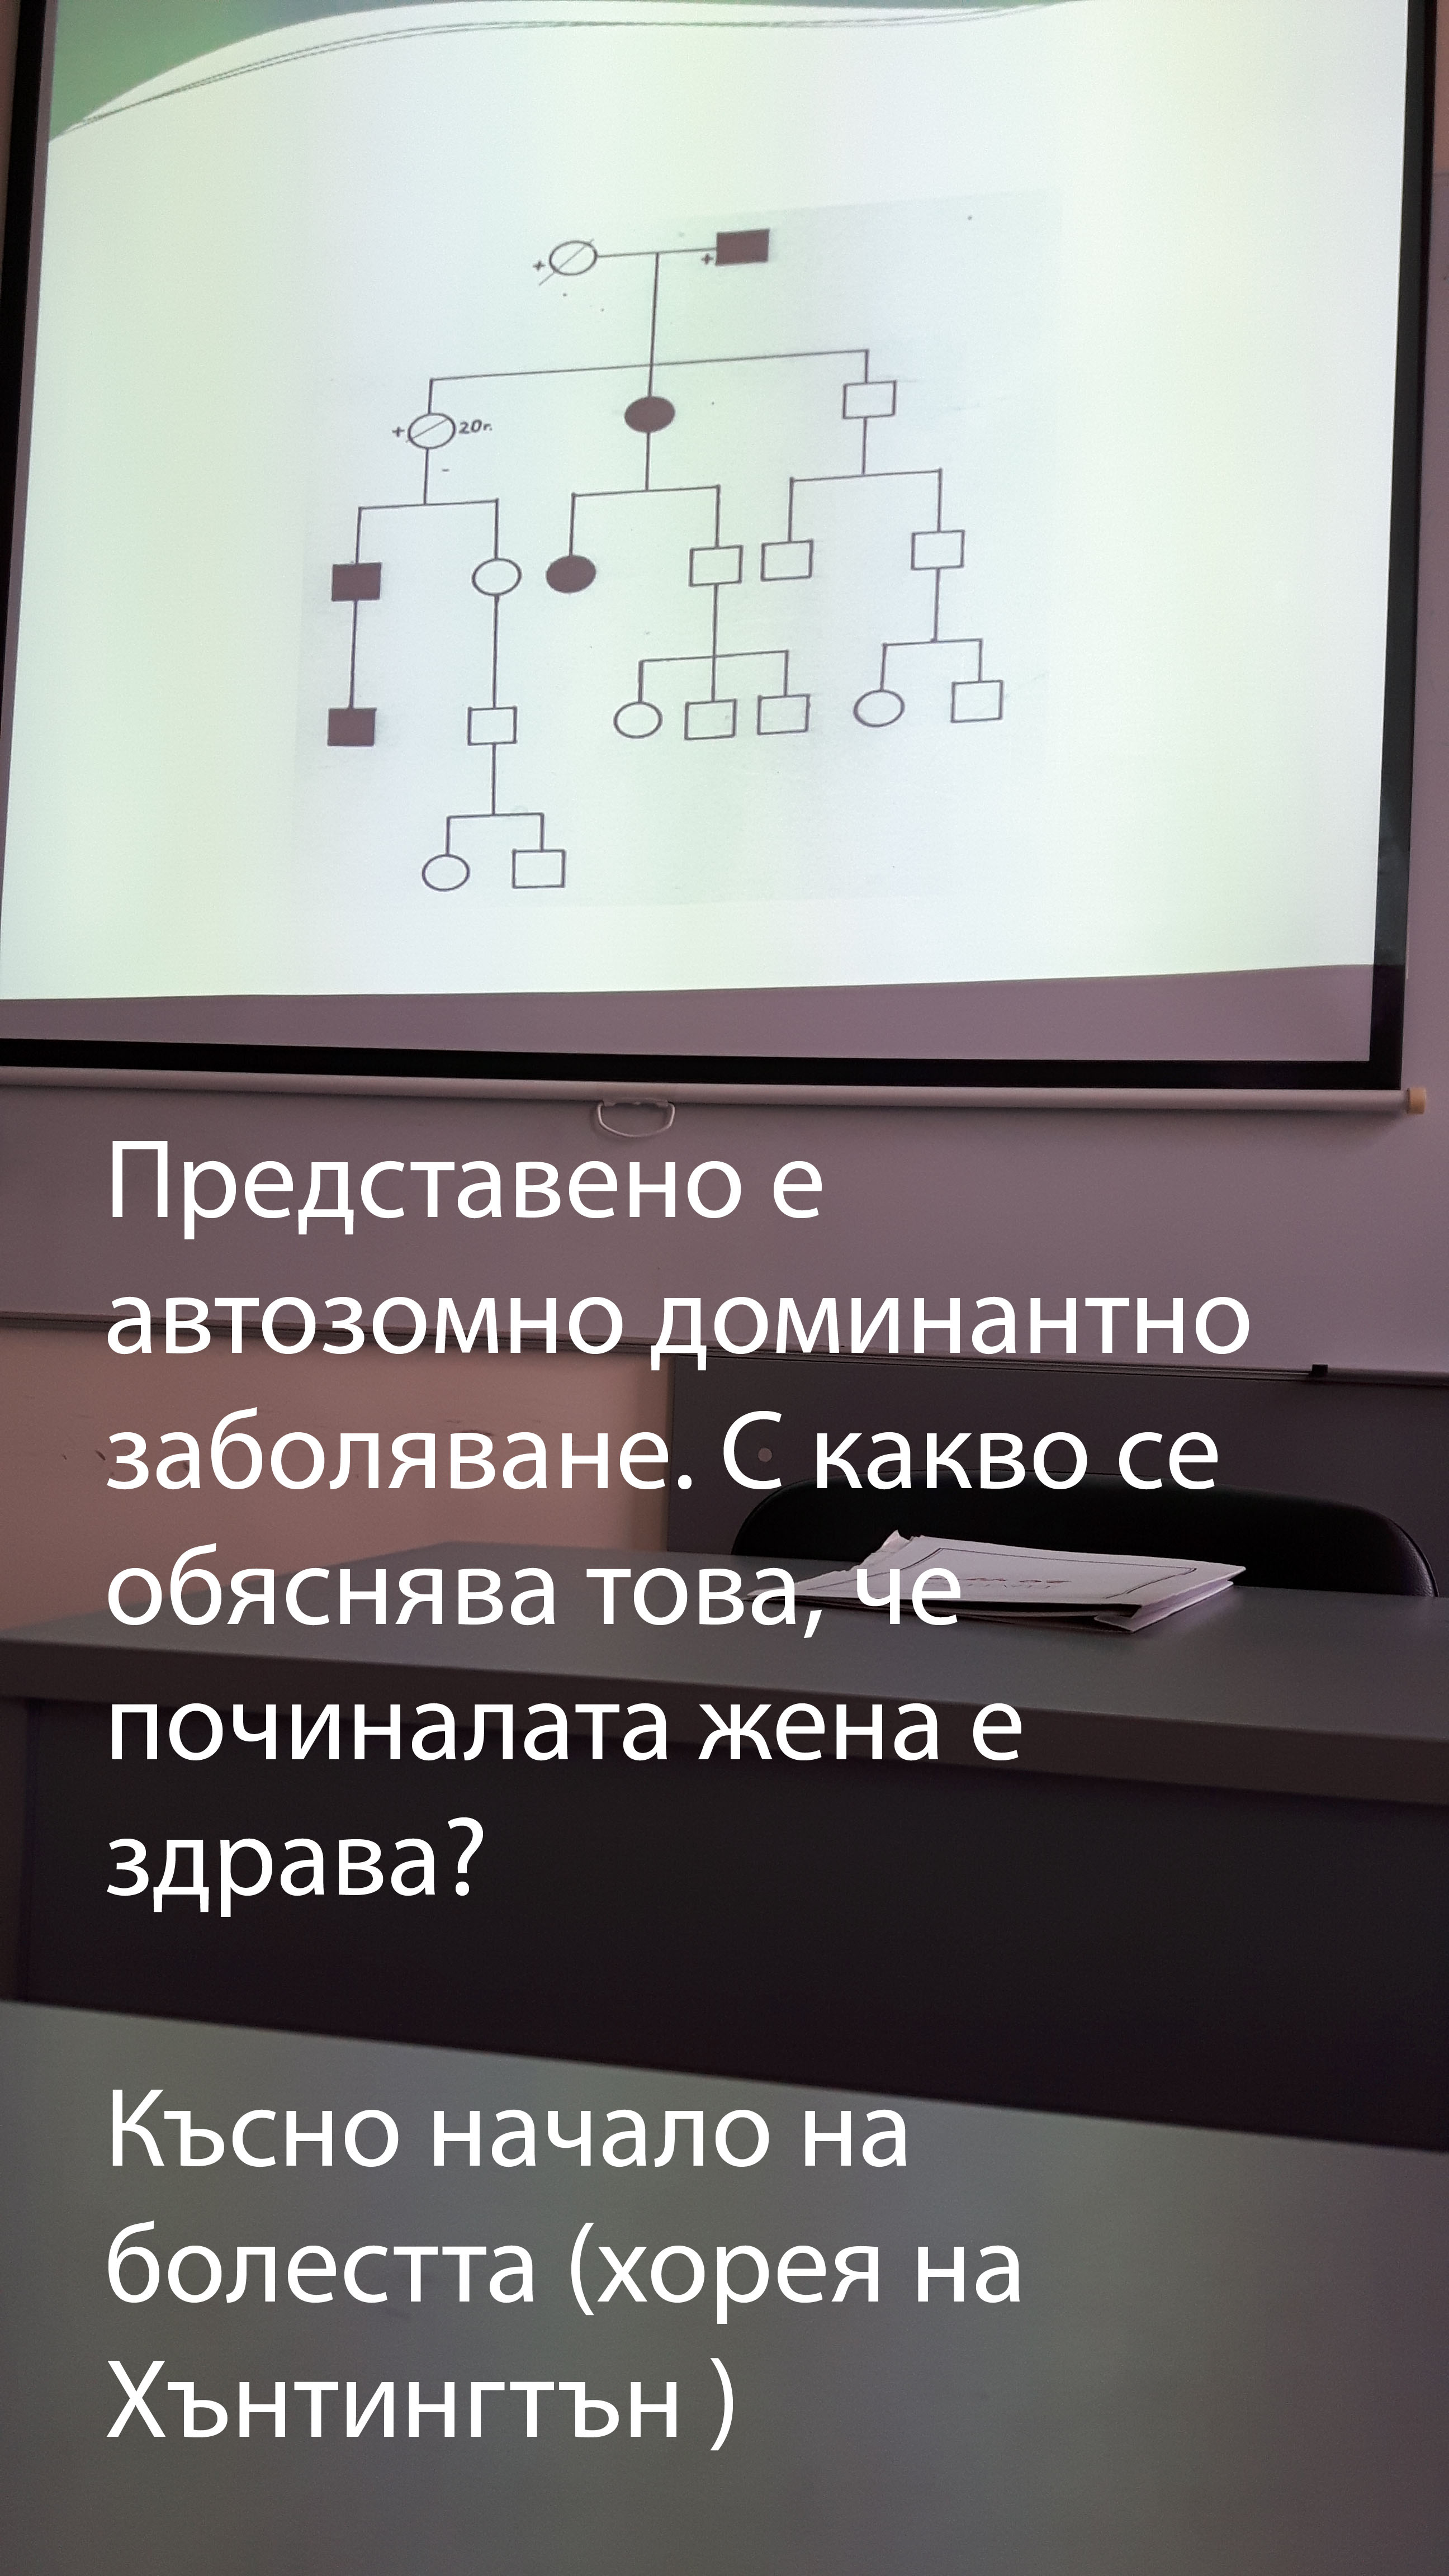 +
+
+ 20г.
Представено е
автозомно доминантно
заболяване. С какво се
обяснява това, че
починалата жена е
здрава?
Късно начало на
болестта (хорея на
Хънтингтън )